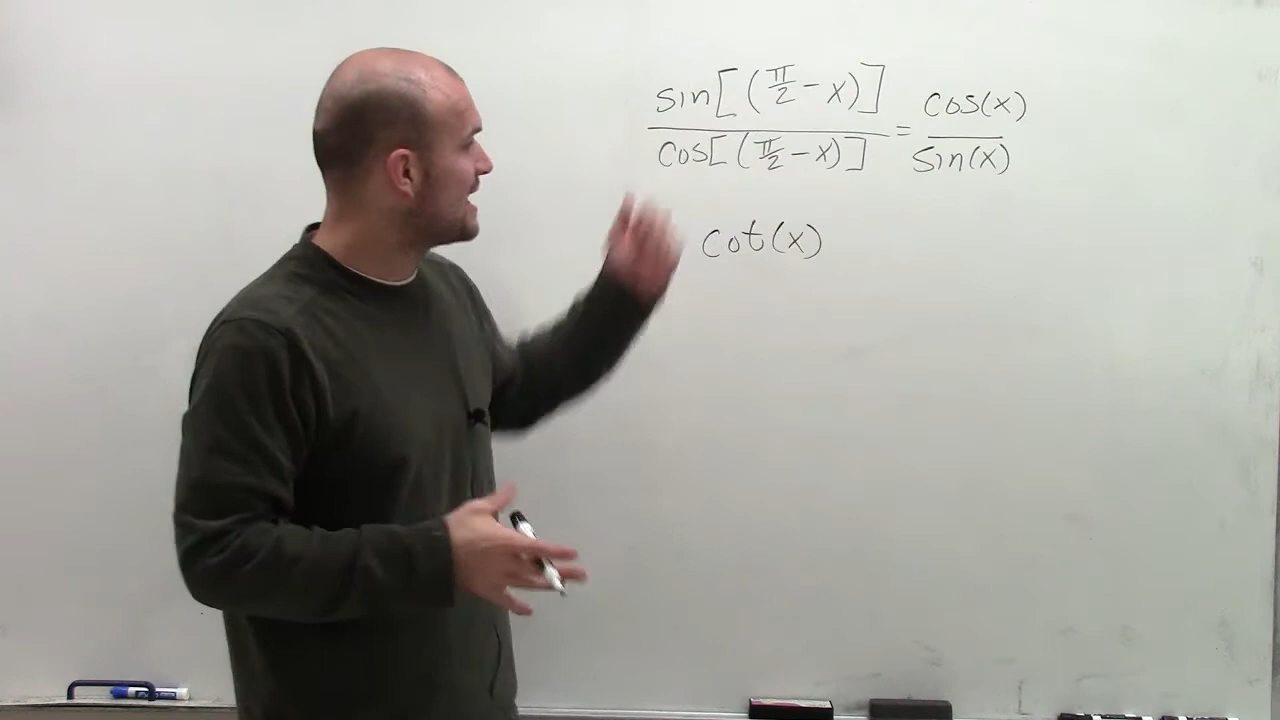 sin[(π/2 - x)] / cos[(π/2 - x)] = cos(x) / sin(x)
cot(x)